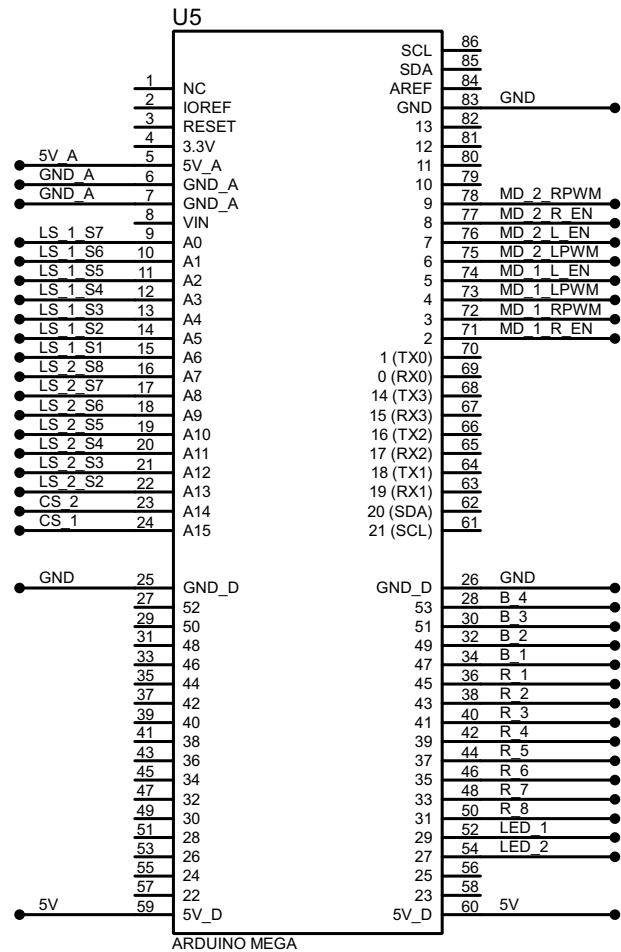 U5
1 NC
2 IOREF
3 RESET
4 3.3V
5V_A 5 5V_A
GND_A 6 GND_A
GND_A 7 GND_A
8 VIN
LS_1_S7 9 A0
LS_1_S6 10 A1
LS_1_S5 11 A2
LS_1_S4 12 A3
LS_1_S3 13 A4
LS_1_S2 14 A5
LS_1_S1 15 A6
LS_2_S8 16 A7
LS_2_S7 17 A8
LS_2_S6 18 A9
LS_2_S5 19 A10
LS_2_S4 20 A11
LS_2_S3 21 A12
LS_2_S2 22 A13
CS_2 23 A14
CS_1 24 A15
GND 25 GND_D
27 52
29 50
31 48
33 46
35 44
37 42
39 40
41 38
43 36
45 34
47 32
49 30
51 28
53 26
55 24
57 22
5V 59 5V_D
SCL 86
SDA 85
AREF 84
GND 83 GND
13 82
12 81
11 80
10 79
9 78 MD_2_RPWM
8 77 MD_2_R_EN
7 76 MD_2_L_EN
6 75 MD_2_LPWM
5 74 MD_1_L_EN
4 73 MD_1_LPWM
3 72 MD_1_RPWM
2 71 MD_1_R_EN
1 (TX0) 70
0 (RX0) 69
14 (TX3) 68
15 (RX3) 67
16 (TX2) 66
17 (RX2) 65
18 (TX1) 64
19 (RX1) 63
20 (SDA) 62
21 (SCL) 61
GND_D 26 GND
53 28 B_4
51 30 B_3
49 32 B_2
47 34 B_1
45 36 R_1
43 38 R_2
41 40 R_3
39 42 R_4
37 44 R_5
35 46 R_6
33 48 R_7
31 50 R_8
29 52 LED_1
27 54 LED_2
25 56
23 58
5V_D 60 5V
ARDUINO MEGA